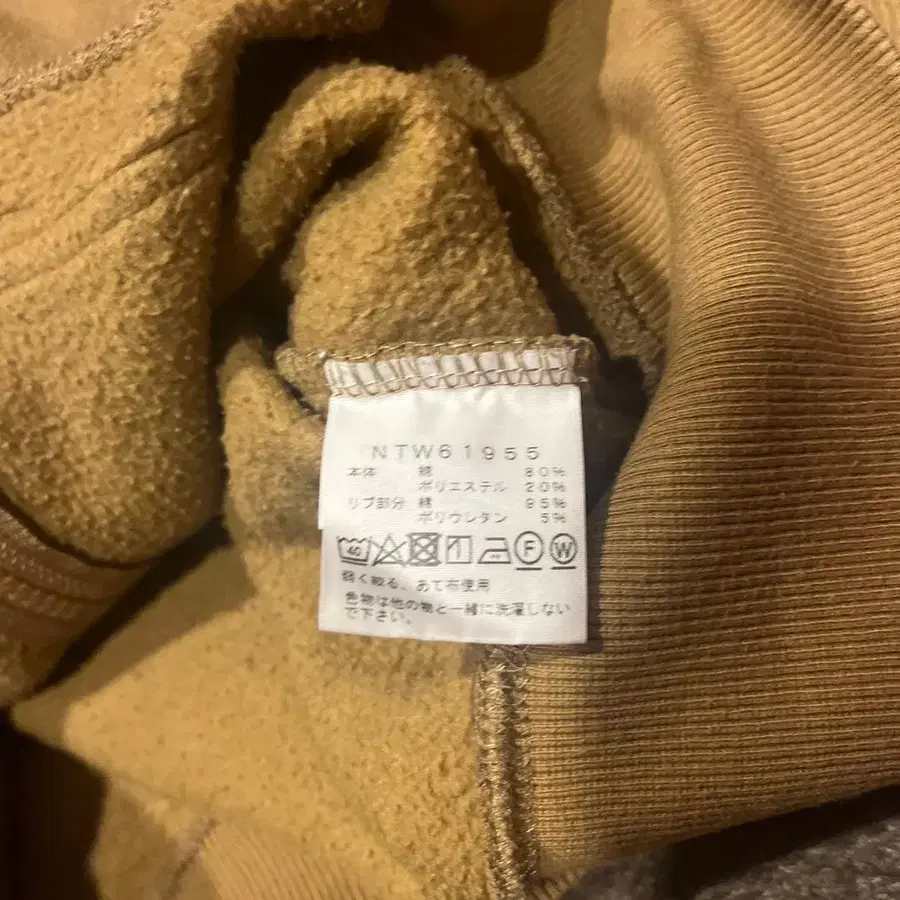 NTW61955
本体 綿 80%
ポリエステル 20%
リブ部分 綿 95%
ポリウレタン 5%
40 F W
弱く絞る、あて布使用
色物は他の物と一緒に洗濯しない
で下さい。